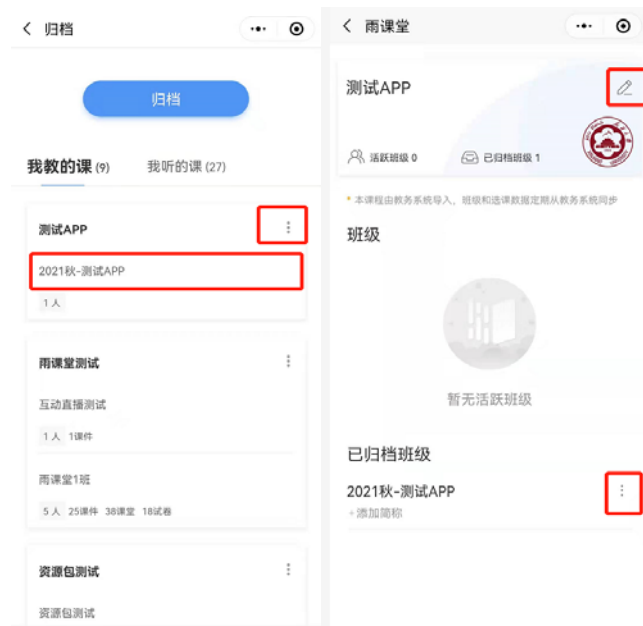 归档
归档
我教的课 (9) 我听的课 (27)
测试APP
2021秋-测试APP
1人
雨课堂测试
互动直播测试
1人 1课件
雨课堂1班
5人 25课件 38课堂 18试卷
资源包测试
资源包测试
雨课堂
测试APP
活跃班级 0 已归档班级 1
* 本课程由教务系统导入，班级和选课数据定期从教务系统同步
班级
暂无活跃班级
已归档班级
2021秋-测试APP
+添加简称